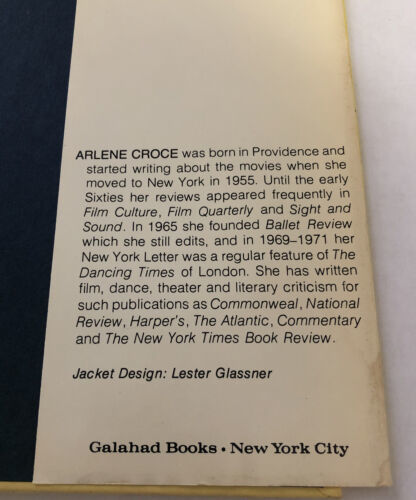 ARLENE CROCE was born in Providence and
started writing about the movies when she
moved to New York in 1955. Until the early
Sixties her reviews appeared frequently in
Film Culture, Film Quarterly and Sight and
Sound. In 1965 she founded Ballet Review
which she still edits, and in 1969-1971 her
New York Letter was a regular feature of The
Dancing Times of London. She has written
film, dance, theater and literary criticism for
such publications as Commonweal, National
Review, Harper's, The Atlantic, Commentary
and The New York Times Book Review.
Jacket Design: Lester Glassner
Galahad Books • New York City